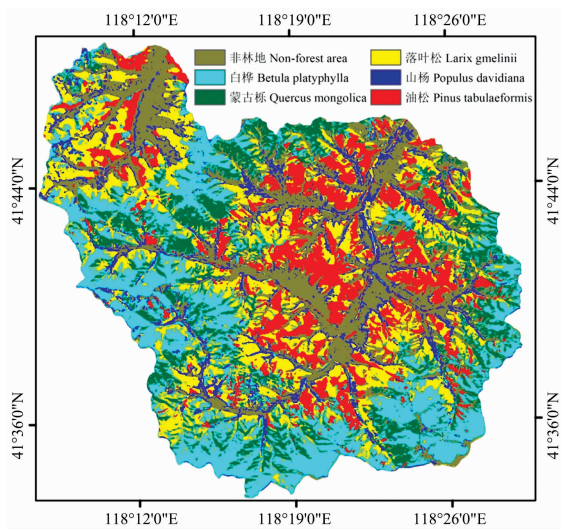 118°12'0"E 118°19'0"E 118°26'0"E
非林地 Non-forest area 落叶松 Larix gmelinii
白桦 Betula platyphylla 山杨 Populus davidiana
蒙古栎 Quercus mongolica 油松 Pinus tabulaeformis
41°44'0"N 41°44'0"N
41°36'0"N 41°36'0"N
118°12'0"E 118°19'0"E 118°26'0"E